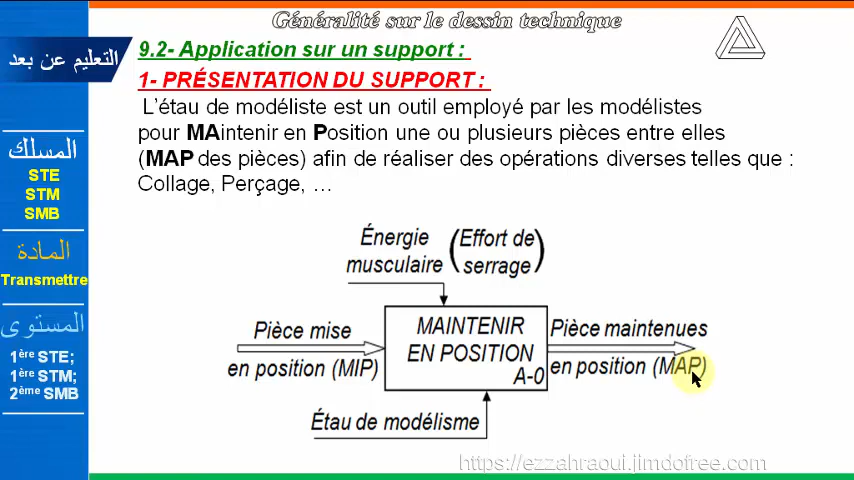 Généralité sur le dessin technique
التعليم عن بعد
9.2- Application sur un support :
1- PRÉSENTATION DU SUPPORT :
L'étau de modéliste est un outil employé par les modélistes
pour MAintenir en Position une ou plusieurs pièces entre elles
(MAP des pièces) afin de réaliser des opérations diverses telles que :
Collage, Perçage, …
المسلك
STE
STM
SMB
المادة
Transmettre
المستوى
1ère STE;
1ère STM;
2ème SMB
Énergie
musculaire
(Effort de
serrage)
Pièce mise
en position (MIP)
MAINTENIR
EN POSITION
A-0
Pièce maintenues
en position (MAP)
Étau de modélisme
https://ezzahraoui.jimdofree.com